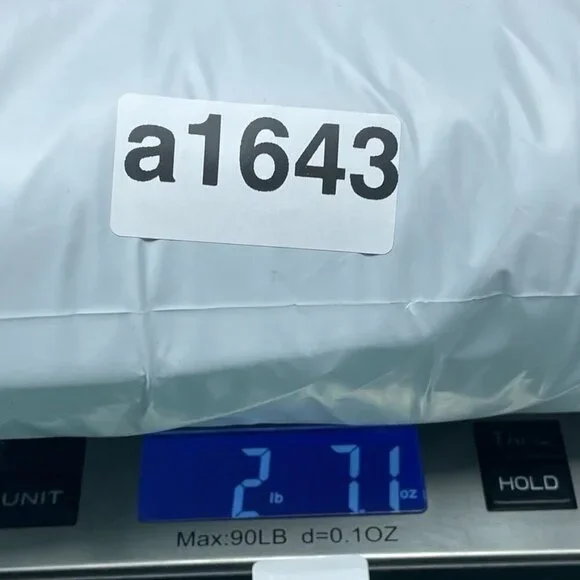 a1643
2 lb 7.1 oz
UNIT
HOLD
Max:90LB d=0.1OZ